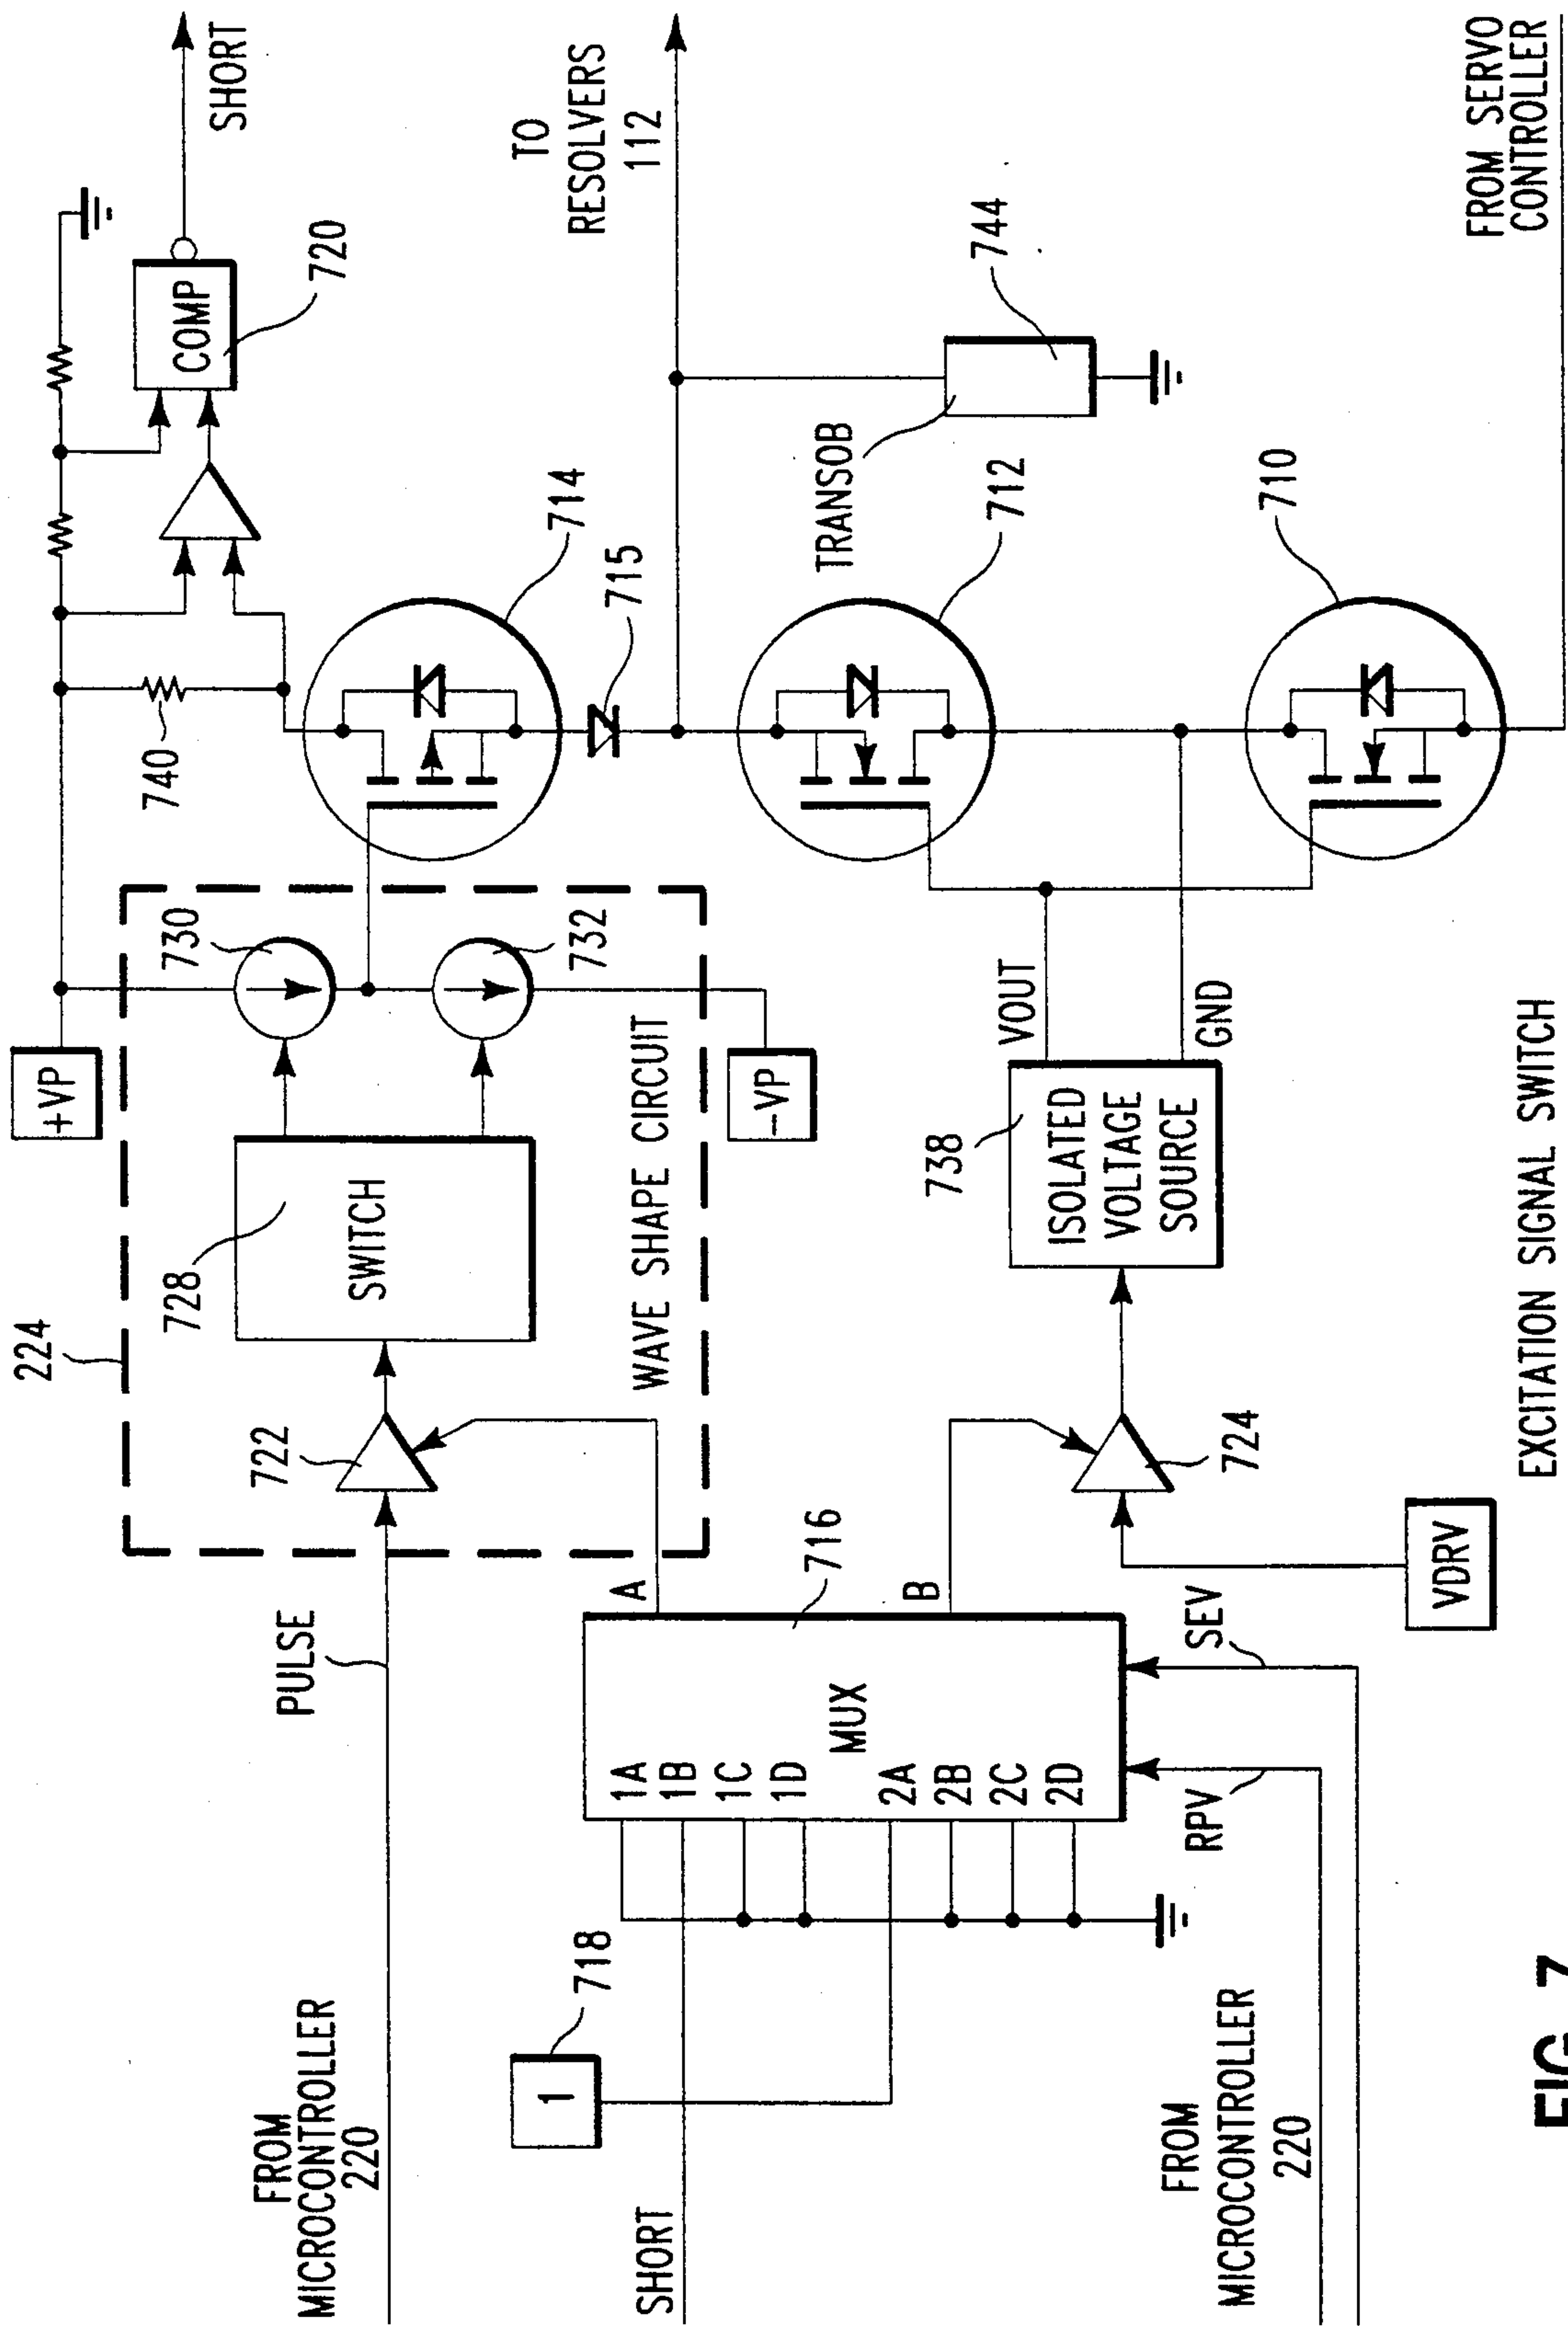 FROM
MICROCONTROLLER
220
PULSE
224
722
728
SWITCH
730
732
WAVE SHAPE CIRCUIT
+VP
-VP
740
714
715
COMP
720
SHORT
TO
RESOLVERS
112
744
TRANSOB
712
710
FROM SERVO
CONTROLLER
SHORT
1
718
1A
1B
1C
1D
2A
2B
2C
2D
MUX
716
A
B
RPV
SEV
FROM
MICROCONTROLLER
220
VDRV
724
738
ISOLATED
VOLTAGE
SOURCE
VOUT
GND
EXCITATION SIGNAL SWITCH
FIG. 7